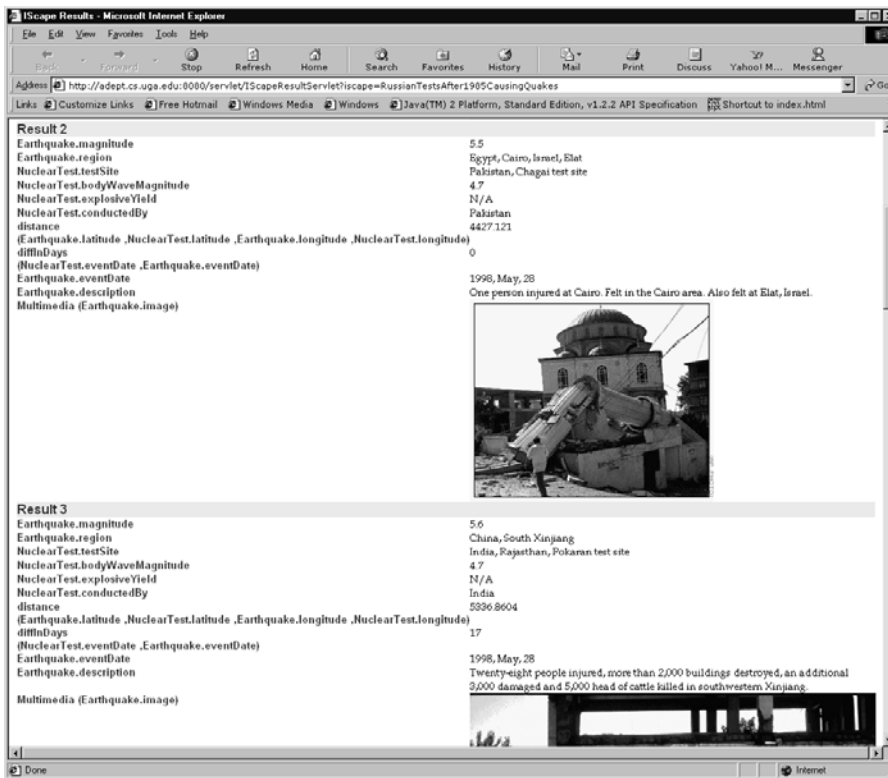 IScape Results - Microsoft Internet Explorer
File Edit View Favorites Tools Help
Back Forward Stop Refresh Home Search Favorites History Mail Print Discuss Yahoo! M... Messenger
Address http://adept.cs.uga.edu:8080/servlet/IScapeResultServlet?iscape=RussianTestsAfter1985CausingQuakes Go
Links Customize Links Free Hotmail Windows Media Windows Java(TM) 2 Platform, Standard Edition, v1.2.2 API Specification Shortcut to index.html
Result 2
Earthquake.magnitude 5.5
Earthquake.region Egypt, Cairo, Israel, Elat
NuclearTest.testSite Pakistan, Chagai test site
NuclearTest.bodyWaveMagnitude 4.7
NuclearTest.explosiveYield N/A
NuclearTest.conductedBy Pakistan
distance 4427.121
(Earthquake.latitude ,NuclearTest.latitude ,Earthquake.longitude ,NuclearTest.longitude)
diffInDays 0
(NuclearTest.eventDate ,Earthquake.eventDate)
Earthquake.eventDate 1998, May, 28
Earthquake.description One person injured at Cairo. Felt in the Cairo area. Also felt at Elat, Israel.
Multimedia (Earthquake.image)
Result 3
Earthquake.magnitude 5.6
Earthquake.region China, South Xinjiang
NuclearTest.testSite India, Rajasthan, Pokaran test site
NuclearTest.bodyWaveMagnitude 4.7
NuclearTest.explosiveYield N/A
NuclearTest.conductedBy India
distance 5336.8604
(Earthquake.latitude ,NuclearTest.latitude ,Earthquake.longitude ,NuclearTest.longitude)
diffInDays 17
(NuclearTest.eventDate ,Earthquake.eventDate)
Earthquake.eventDate 1998, May, 28
Earthquake.description Twenty-eight people injured, more than 2,000 buildings destroyed, an additional
3,000 damaged and 5,000 head of cattle killed in southwestern Xinjiang.
Multimedia (Earthquake.image)
Done Internet